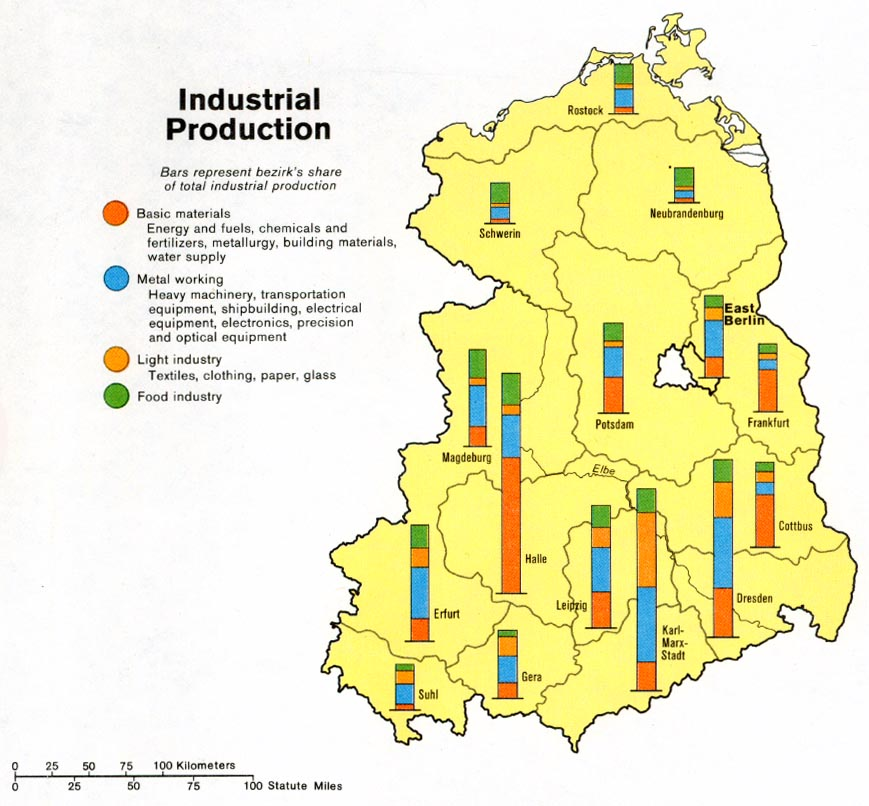 Industrial
Production
Bars represent bezirk's share
of total industrial production
Basic materials
Energy and fuels, chemicals and
fertilizers, metallurgy, building materials,
water supply
Metal working
Heavy machinery, transportation
equipment, shipbuilding, electrical
equipment, electronics, precision
and optical equipment
Light industry
Textiles, clothing, paper, glass
Food industry
Rostock
Schwerin
Neubrandenburg
East
Berlin
Potsdam
Frankfurt
Magdeburg
Elbe
Cottbus
Halle
Leipzig
Dresden
Erfurt
Karl-
Marx-
Stadt
Gera
Suhl
0 25 50 75 100 Kilometers
0 25 50 75 100 Statute Miles